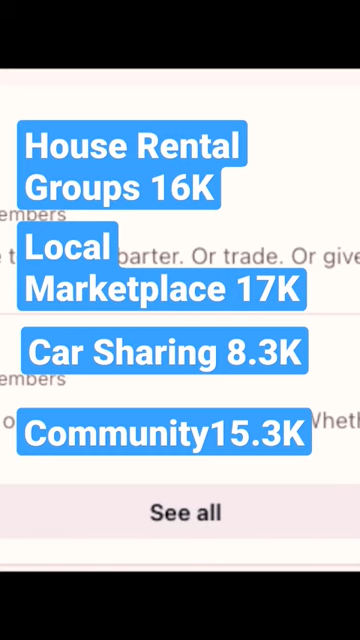 House Rental
Groups 16K
embers
Local
barter. Or trade. Or give
Marketplace 17K
Car Sharing 8.3K
embers
Community15.3K
See all